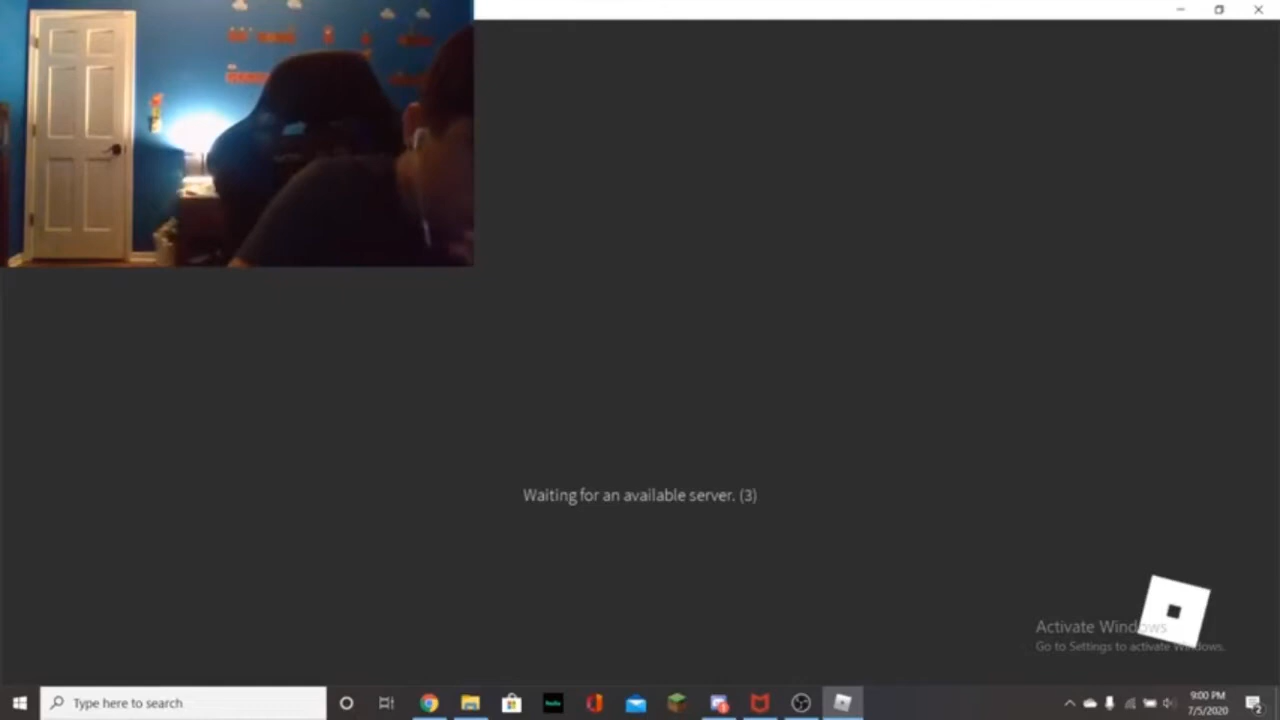 Waiting for an available server. (3)
Activate Windows
Go to Settings to activate Windows.
Type here to search
9:00 PM
7/5/2020
2